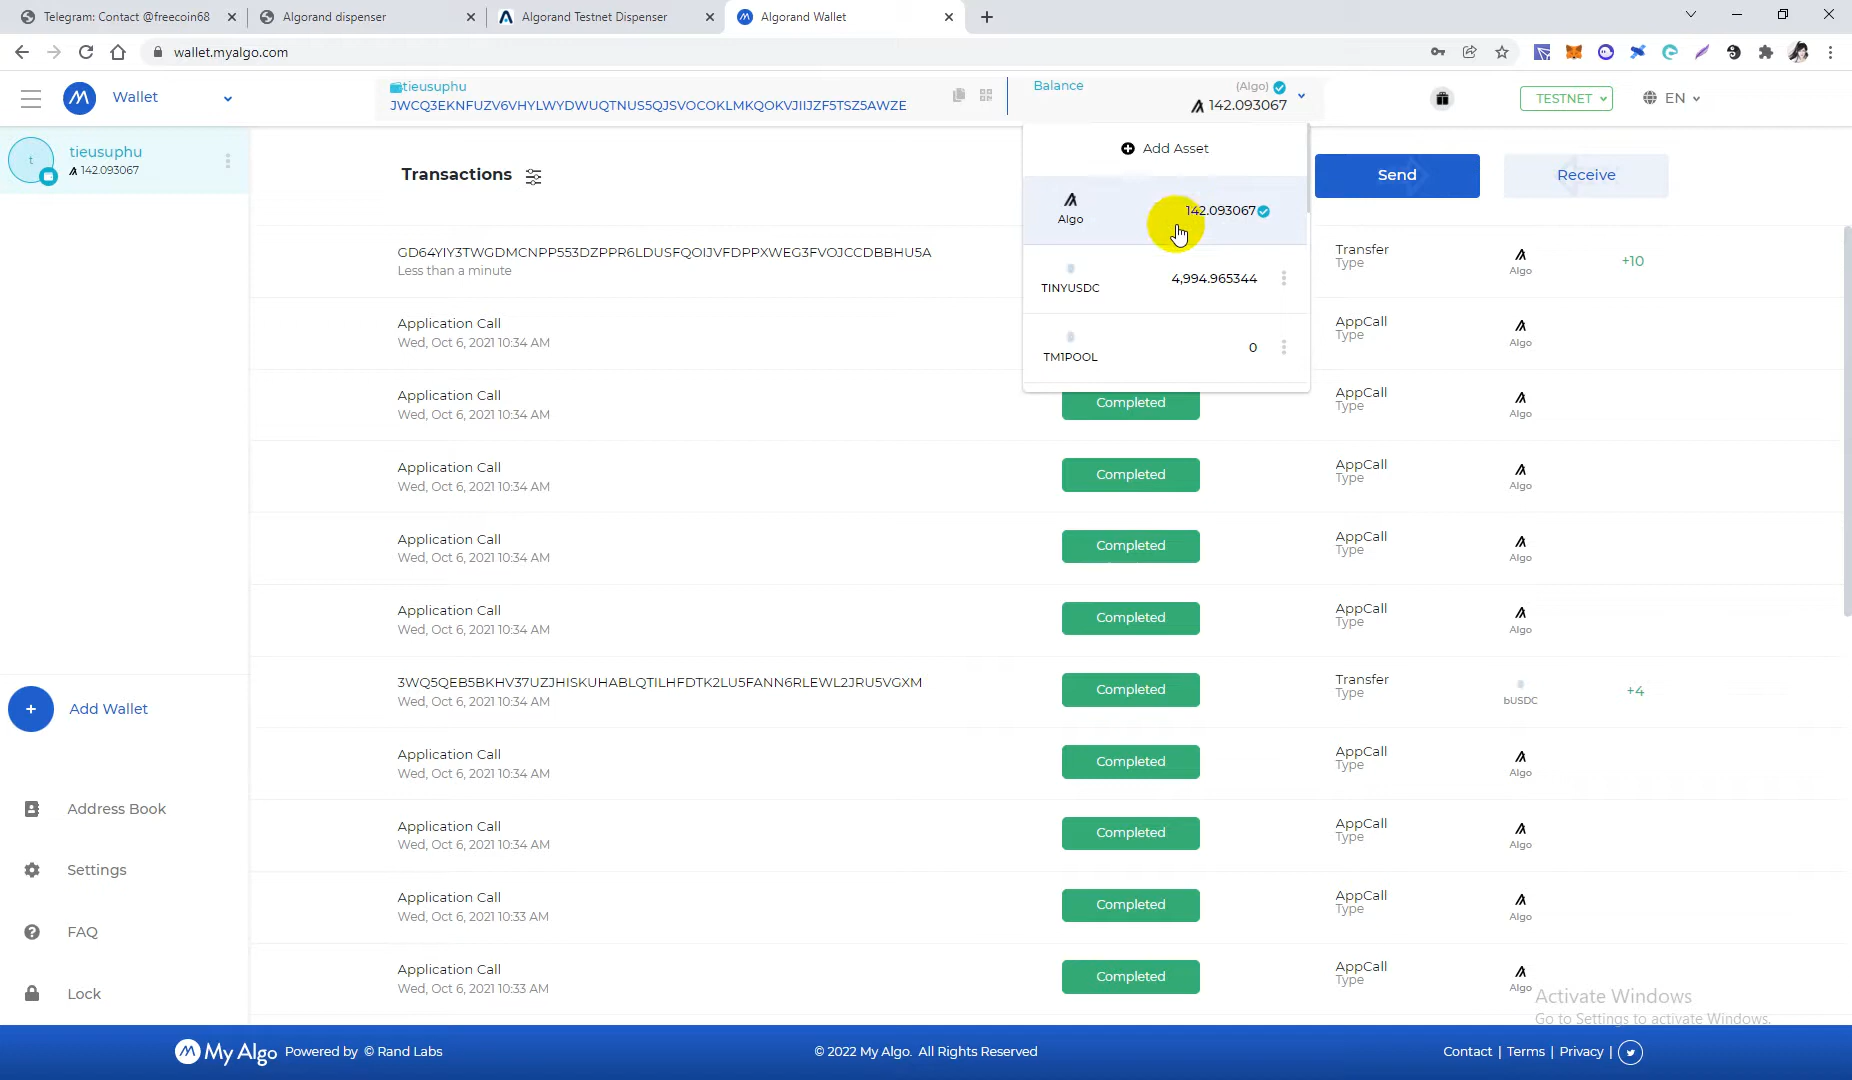 Telegram: Contact @freecoin68
Algorand dispenser
Algorand Testnet Dispenser
Algorand Wallet
wallet.myalgo.com
Wallet
tieusuphu
JWCQ3EKNFUZV6VHYLWYDWUQTNUS5QJSVOCOKLMKQOKVJIIJZF5TSZ5AWZE
Balance
(Algo)
142.093067
TESTNET
EN
t
tieusuphu
142.093067
Transactions
Add Asset
Algo
142.093067
TINYUSDC
4,994.965344
TM1POOL
0
Send
Receive
GD64YIY3TWGDMCNPP553DZPPR6LDUSFQOIJVFDPPXWEG3FVOJCCDBBHU5A
Less than a minute
Transfer
Type
Algo
+10
Application Call
Wed, Oct 6, 2021 10:34 AM
AppCall
Type
Algo
Application Call
Wed, Oct 6, 2021 10:34 AM
Completed
AppCall
Type
Algo
Application Call
Wed, Oct 6, 2021 10:34 AM
Completed
AppCall
Type
Algo
Application Call
Wed, Oct 6, 2021 10:34 AM
Completed
AppCall
Type
Algo
Application Call
Wed, Oct 6, 2021 10:34 AM
Completed
AppCall
Type
Algo
3WQ5QEB5BKHV37UZJHISKUHABLQTILHFDTK2LU5FANN6RLEWL2JRU5VGXM
Wed, Oct 6, 2021 10:34 AM
Completed
Transfer
Type
bUSDC
+4
Application Call
Wed, Oct 6, 2021 10:34 AM
Completed
AppCall
Type
Algo
Application Call
Wed, Oct 6, 2021 10:34 AM
Completed
AppCall
Type
Algo
Application Call
Wed, Oct 6, 2021 10:33 AM
Completed
AppCall
Type
Algo
Application Call
Wed, Oct 6, 2021 10:33 AM
Completed
AppCall
Type
Algo
Add Wallet
Address Book
Settings
FAQ
Lock
Activate Windows
Go to Settings to activate Windows.
My Algo Powered by © Rand Labs
© 2022 My Algo. All Rights Reserved
Contact | Terms | Privacy |